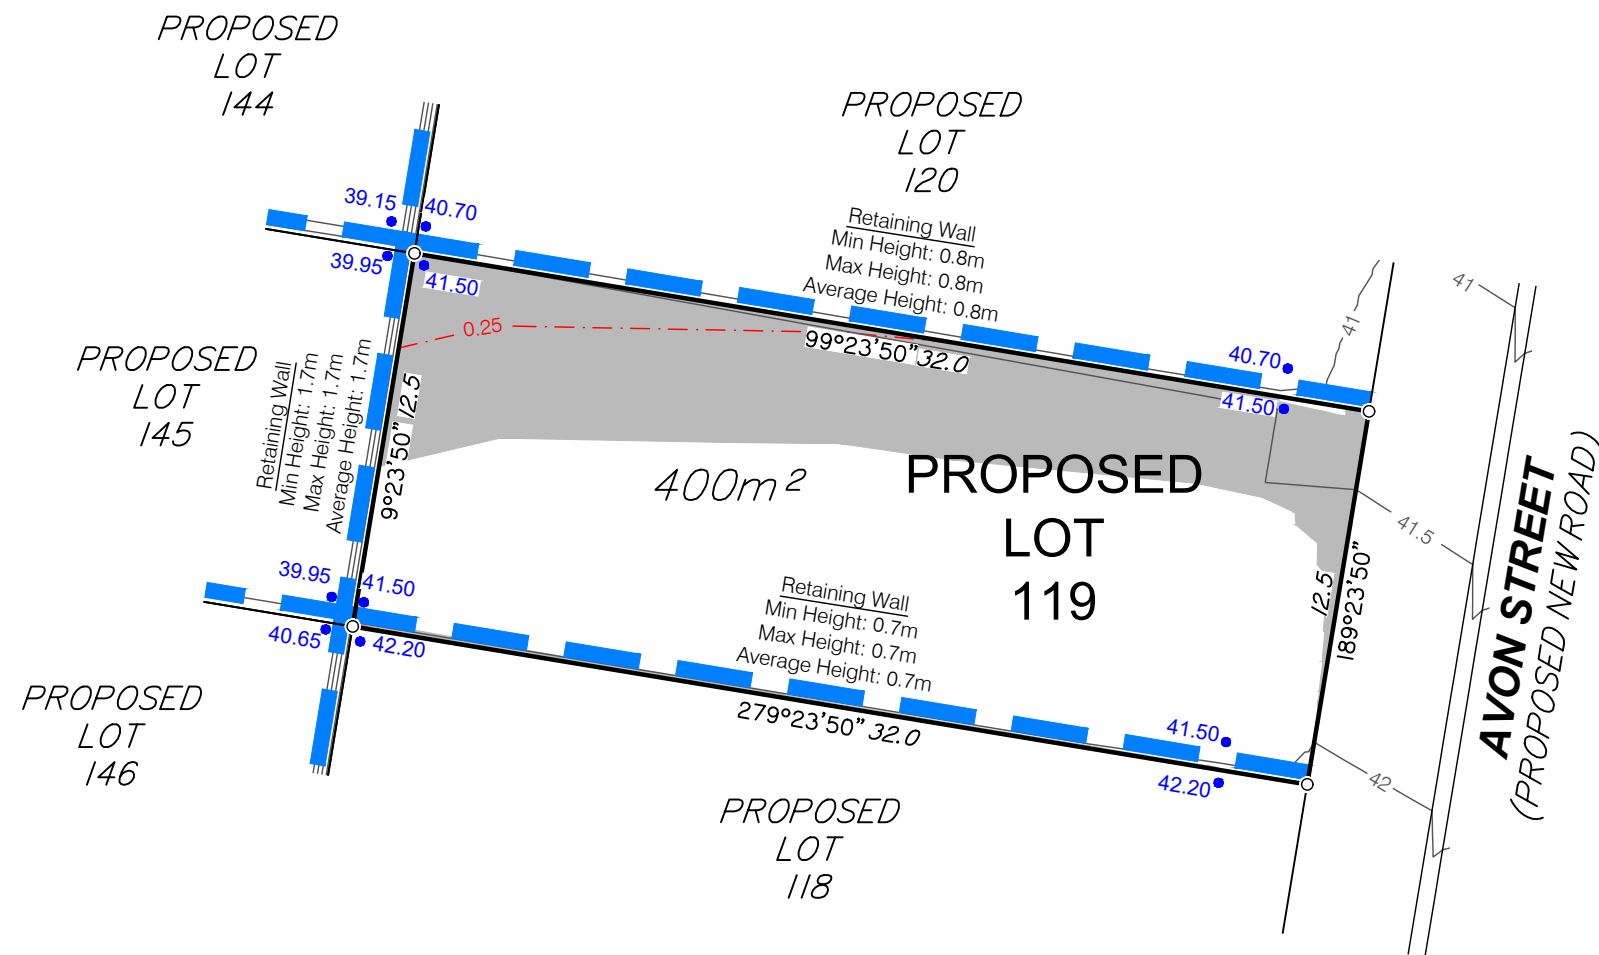 PROPOSED
LOT
144
PROPOSED
LOT
120
39.15
40.70
39.95
41.50
Retaining Wall
Min Height: 0.8m
Max Height: 0.8m
Average Height: 0.8m
41
41
0.25
99°23'50" 32.0
40.70
41.50
PROPOSED
LOT
145
Retaining Wall
Min Height: 1.7m
Max Height: 1.7m
Average Height: 1.7m
9°23'50" 12.5
400m²
PROPOSED
LOT
119
41.5
AVON STREET
(PROPOSED NEW ROAD)
12.5
189°23'50"
39.95
41.50
40.65
42.20
Retaining Wall
Min Height: 0.7m
Max Height: 0.7m
Average Height: 0.7m
279°23'50" 32.0
41.50
42.20
42
PROPOSED
LOT
146
PROPOSED
LOT
118